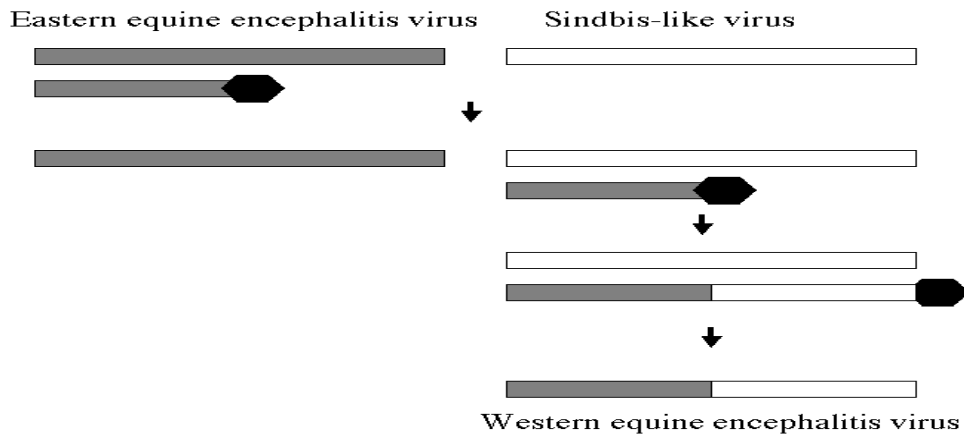 Eastern equine encephalitis virus
Sindbis-like virus
Western equine encephalitis virus